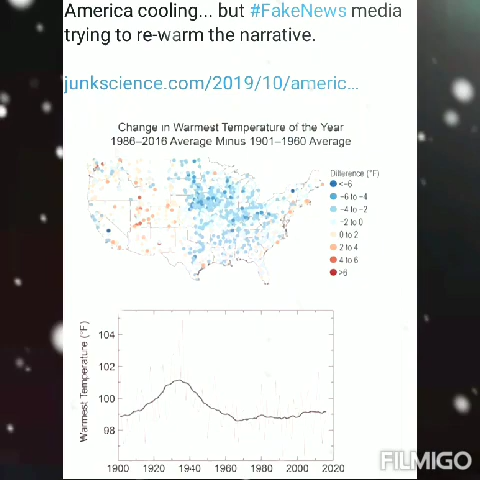 America cooling... but #FakeNews media
trying to re-warm the narrative.
junkscience.com/2019/10/americ...
Change in Warmest Temperature of the Year
1986–2016 Average Minus 1901–1960 Average
Difference (°F)
<-6
-6 to -4
-4 to -2
-2 to 0
0 to 2
2 to 4
4 to 6
>6
Warmest Temperature (°F)
104
102
100
98
1900 1920 1940 1960 1980 2000 2020
FILMIGO